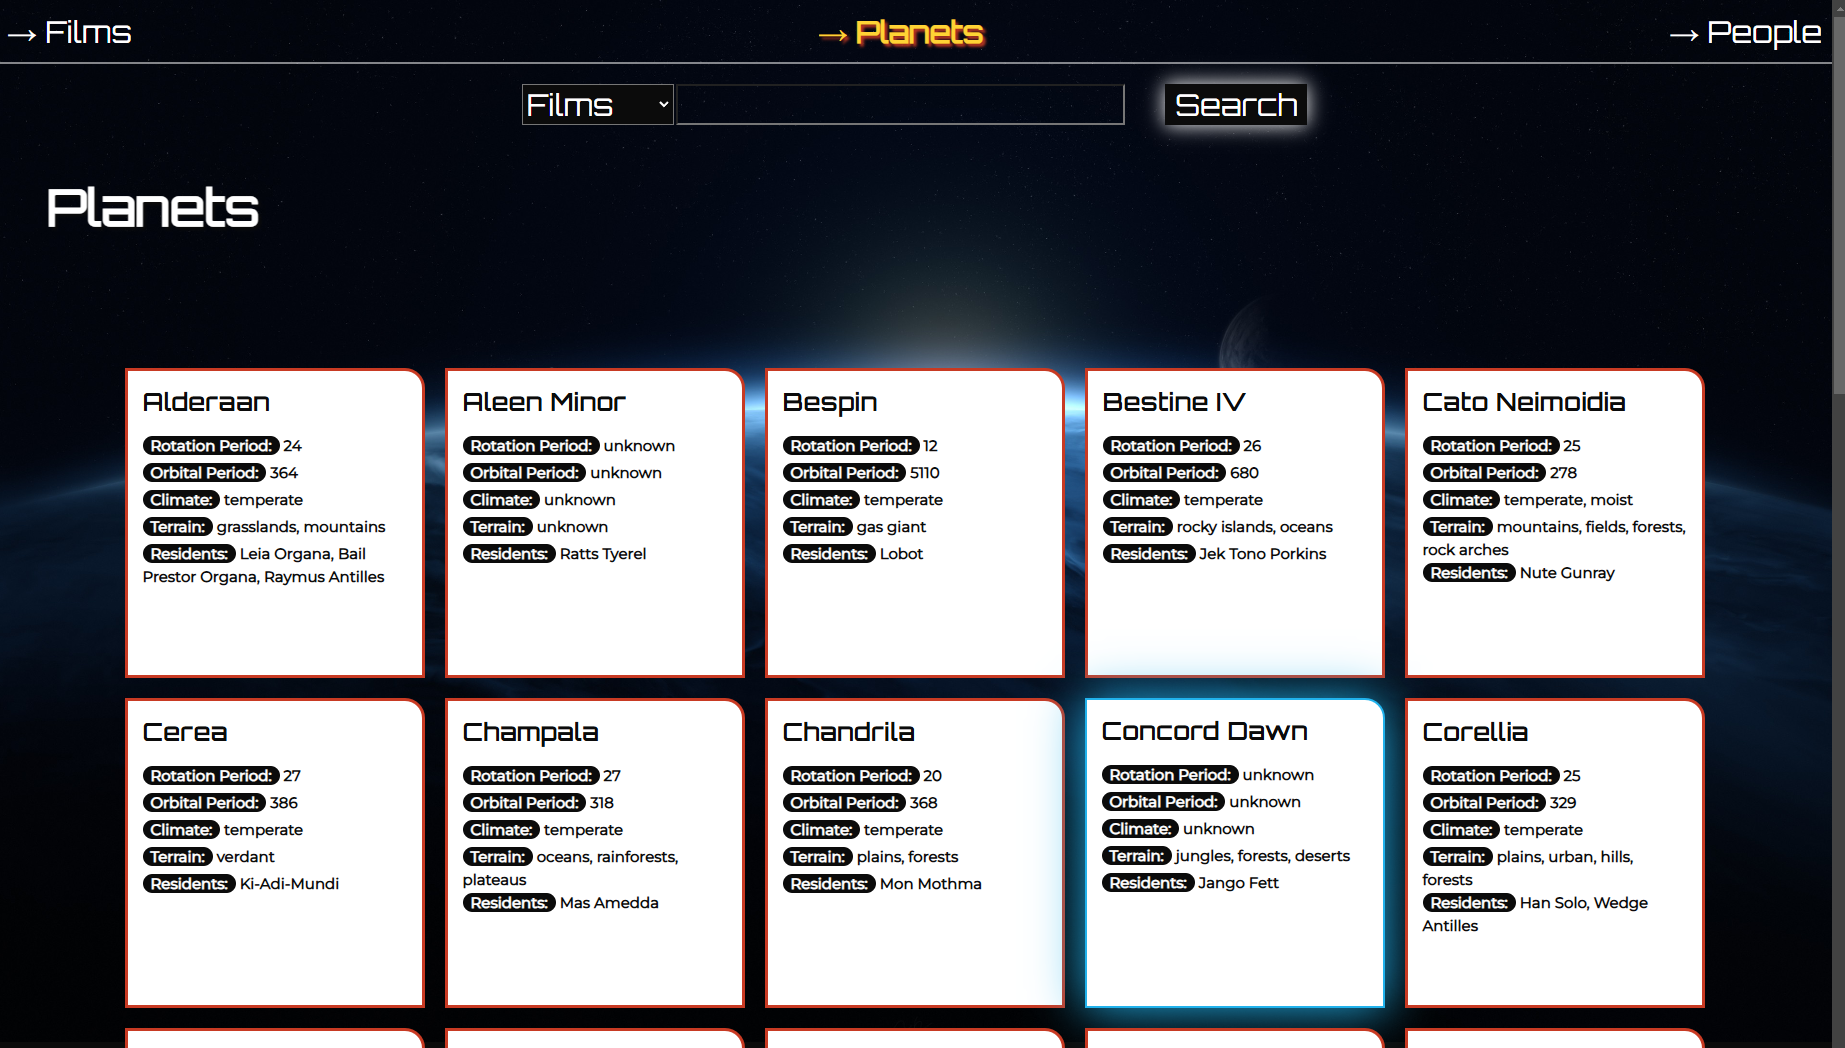 → Films
→ Planets
→ People
Films
Search
Planets
Alderaan
Rotation Period: 24
Orbital Period: 364
Climate: temperate
Terrain: grasslands, mountains
Residents: Leia Organa, Bail
Prestor Organa, Raymus Antilles
Aleen Minor
Rotation Period: unknown
Orbital Period: unknown
Climate: unknown
Terrain: unknown
Residents: Ratts Tyerel
Bespin
Rotation Period: 12
Orbital Period: 5110
Climate: temperate
Terrain: gas giant
Residents: Lobot
Bestine IV
Rotation Period: 26
Orbital Period: 680
Climate: temperate
Terrain: rocky islands, oceans
Residents: Jek Tono Porkins
Cato Neimoidia
Rotation Period: 25
Orbital Period: 278
Climate: temperate, moist
Terrain: mountains, fields, forests,
rock arches
Residents: Nute Gunray
Cerea
Rotation Period: 27
Orbital Period: 386
Climate: temperate
Terrain: verdant
Residents: Ki-Adi-Mundi
Champala
Rotation Period: 27
Orbital Period: 318
Climate: temperate
Terrain: oceans, rainforests,
plateaus
Residents: Mas Amedda
Chandrila
Rotation Period: 20
Orbital Period: 368
Climate: temperate
Terrain: plains, forests
Residents: Mon Mothma
Concord Dawn
Rotation Period: unknown
Orbital Period: unknown
Climate: unknown
Terrain: jungles, forests, deserts
Residents: Jango Fett
Corellia
Rotation Period: 25
Orbital Period: 329
Climate: temperate
Terrain: plains, urban, hills,
forests
Residents: Han Solo, Wedge
Antilles